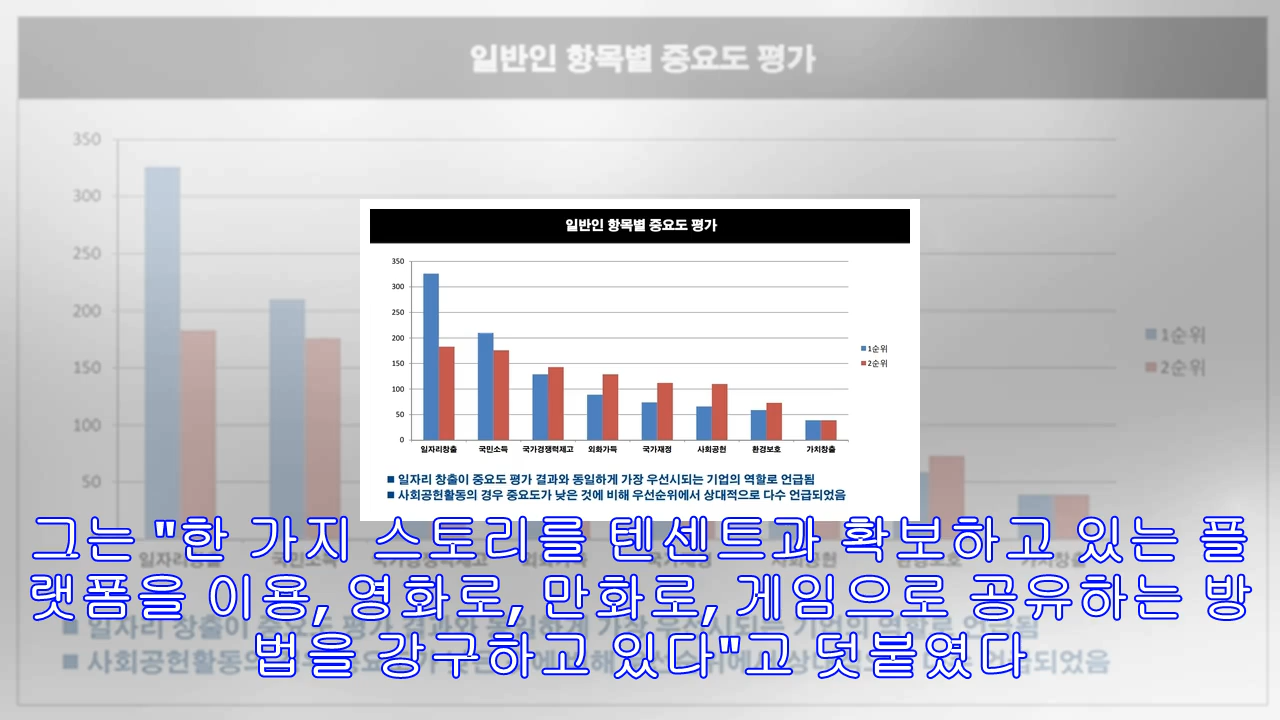 일반인 항목별 중요도 평가
350
300
250
200
150
100
50
일반인 항목별 중요도 평가
350
300
250
200
150
100
50
0
일자리창출 국민소득 국가경쟁력제고 외화가득 국가재정 사회공헌 환경보호 가치창출
1순위
2순위
■ 일자리 창출이 중요도 평가 결과와 동일하게 가장 우선시되는 기업의 역할로 언급됨
■ 사회공헌활동의 경우 중요도가 낮은 것에 비해 우선순위에서 상대적으로 다수 언급되었음
1순위
2순위
그는 "한 가지 스토리를 텐센트과 확보하고 있는 플
랫폼을 이용, 영화로, 만화로, 게임으로 공유하는 방
법을 강구하고 있다"고 덧붙였다